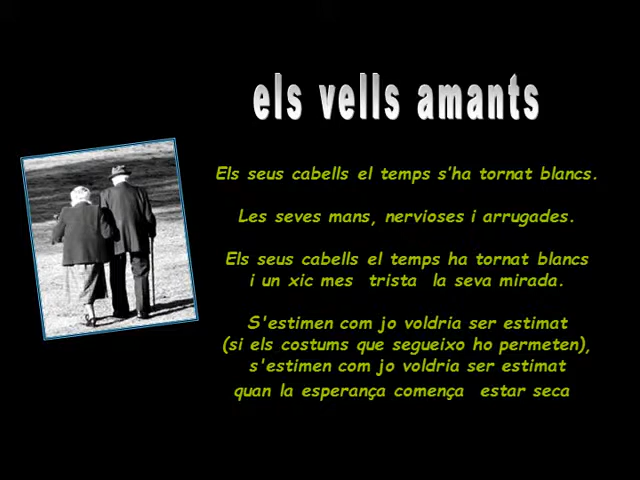 els vells amants
Els seus cabells el temps s'ha tornat blancs.
Les seves mans, nervioses i arrugades.
Els seus cabells el temps ha tornat blancs
i un xic mes trista la seva mirada.
S'estimen com jo voldria ser estimat
(si els costums que segueixo ho permeten),
s'estimen com jo voldria ser estimat
quan la esperança comença estar seca